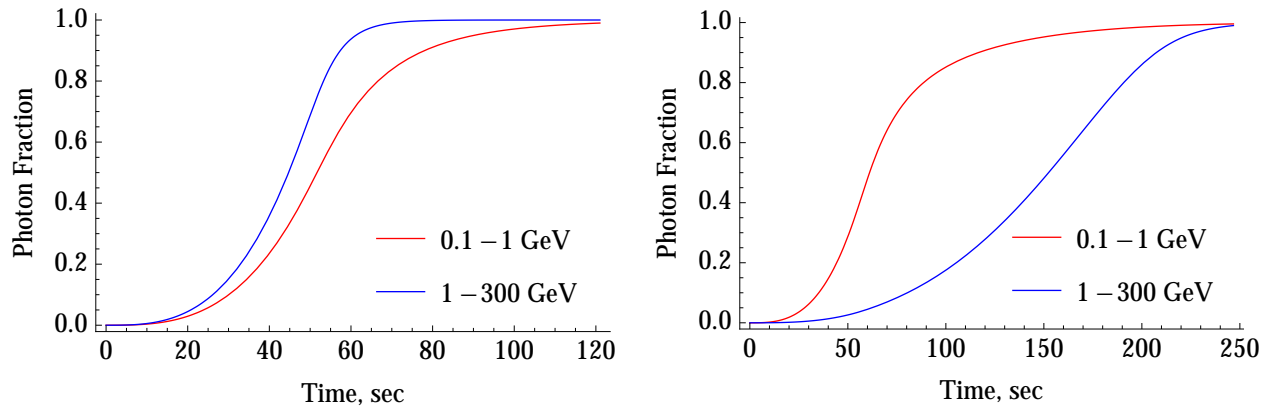 1.0
0.8
0.6
0.4
0.2
0.0
Photon Fraction
0.1 – 1 GeV
1 – 300 GeV
0 20 40 60 80 100 120
Time, sec
1.0
0.8
0.6
0.4
0.2
0.0
Photon Fraction
0.1 – 1 GeV
1 – 300 GeV
0 50 100 150 200 250
Time, sec